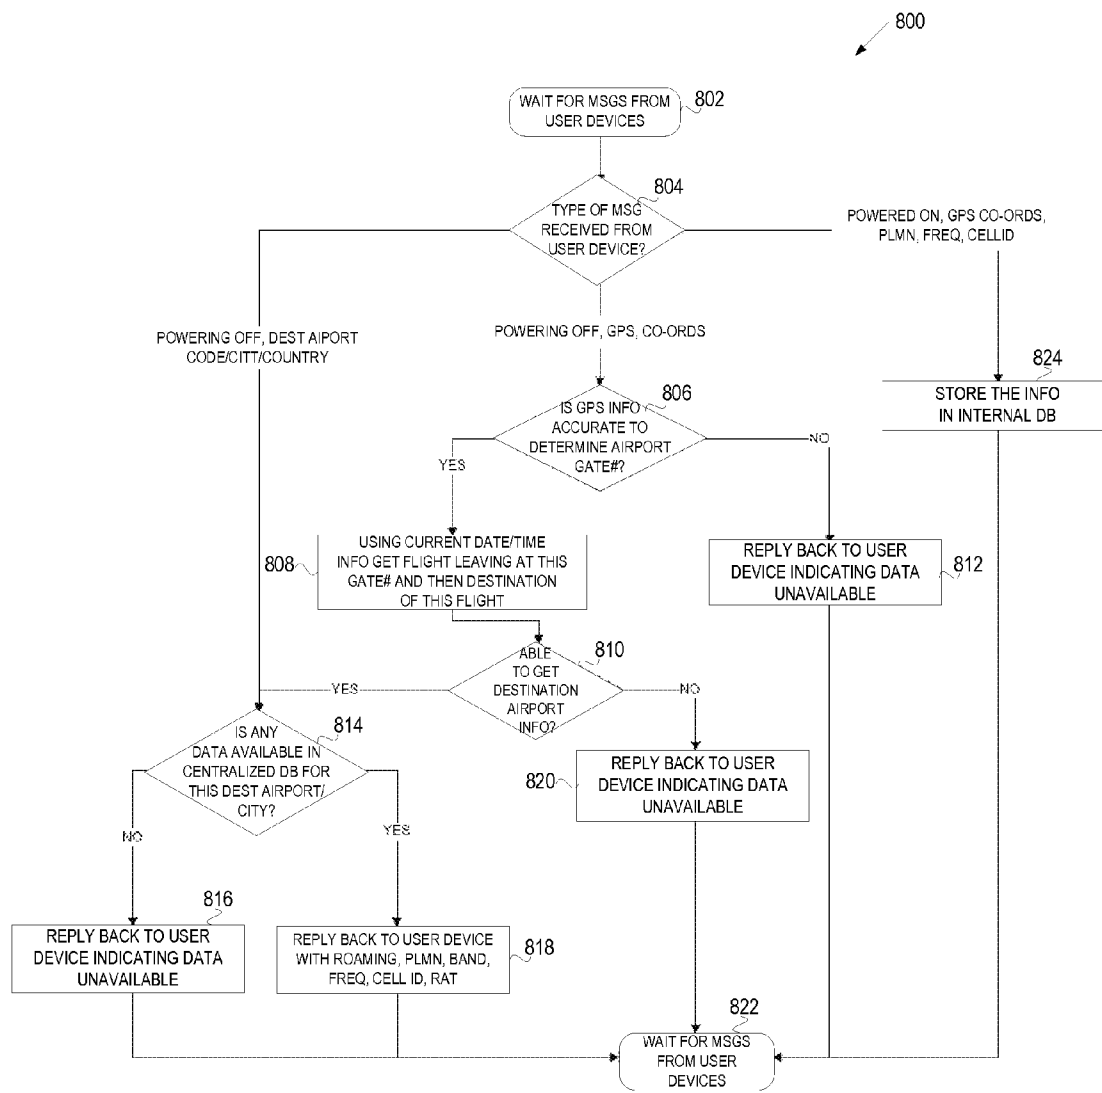 800
WAIT FOR MSGS FROM
USER DEVICES
802
804
TYPE OF MSG
RECEIVED FROM
USER DEVICE?
POWERED ON, GPS CO-ORDS,
PLMN, FREQ, CELLID
POWERING OFF, DEST AIPORT
CODE/CITT/COUNTRY
POWERING OFF, GPS, CO-ORDS
824
STORE THE INFO
IN INTERNAL DB
806
IS GPS INFO
ACCURATE TO
DETERMINE AIRPORT
GATE#?
YES
NO
808
USING CURRENT DATE/TIME
INFO GET FLIGHT LEAVING AT THIS
GATE# AND THEN DESTINATION
OF THIS FLIGHT
REPLY BACK TO USER
DEVICE INDICATING DATA
UNAVAILABLE
812
810
ABLE
TO GET
DESTINATION
AIRPORT
INFO?
YES
NO
814
IS ANY
DATA AVAILABLE IN
CENTRALIZED DB FOR
THIS DEST AIRPORT/
CITY?
820
REPLY BACK TO USER
DEVICE INDICATING DATA
UNAVAILABLE
NO
YES
816
REPLY BACK TO USER
DEVICE INDICATING DATA
UNAVAILABLE
REPLY BACK TO USER DEVICE
WITH ROAMING, PLMN, BAND,
FREQ, CELL ID, RAT
818
822
WAIT FOR MSGS
FROM USER
DEVICES